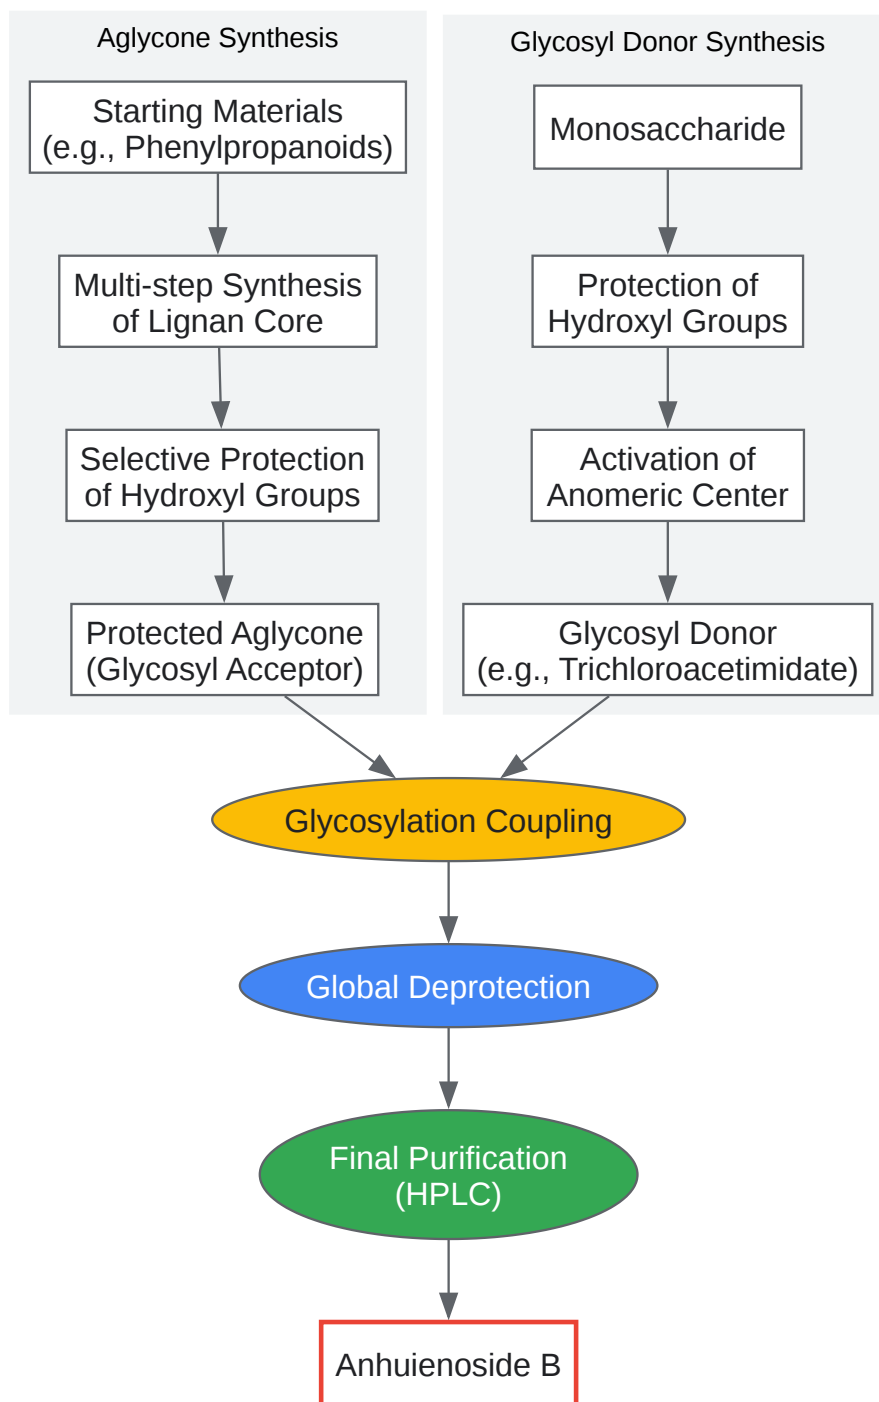 Aglycone Synthesis
Starting Materials
(e.g., Phenylpropanoids)
Multi-step Synthesis
of Lignan Core
Selective Protection
of Hydroxyl Groups
Protected Aglycone
(Glycosyl Acceptor)
Glycosyl Donor Synthesis
Monosaccharide
Protection of
Hydroxyl Groups
Activation of
Anomeric Center
Glycosyl Donor
(e.g., Trichloroacetimidate)
Glycosylation Coupling
Global Deprotection
Final Purification
(HPLC)
Anhuienoside B